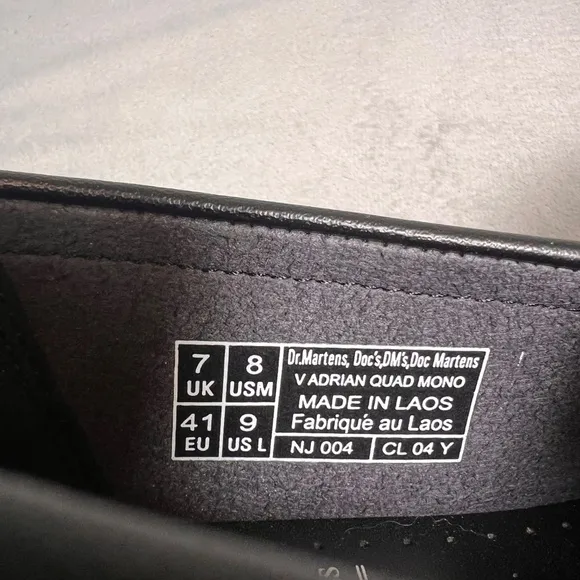 7 UK
8 USM
41 EU
9 US L
Dr.Martens, Doc's,DM's,Doc Martens
V ADRIAN QUAD MONO
MADE IN LAOS
Fabriqué au Laos
NJ 004
CL 04 Y